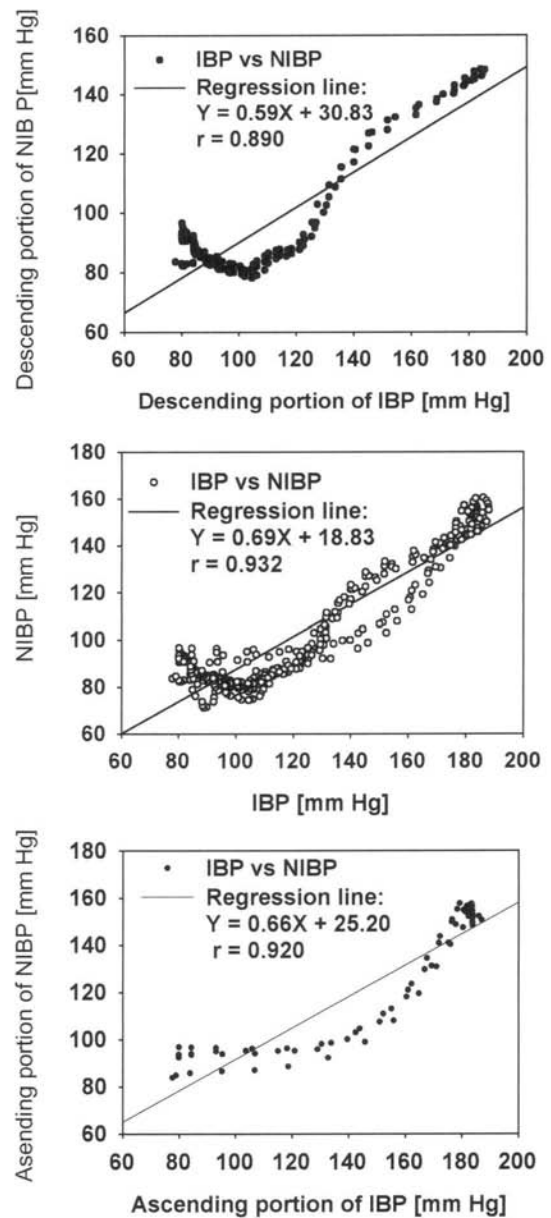 160
140
120
100
80
60
Descending portion of NIB P[mm Hg]
IBP vs NIBP
Regression line:
Y = 0.59X + 30.83
r = 0.890
60 80 100 120 140 160 180 200
Descending portion of IBP [mm Hg]
180
160
140
120
100
80
60
NIBP [mm Hg]
IBP vs NIBP
Regression line:
Y = 0.69X + 18.83
r = 0.932
60 80 100 120 140 160 180 200
IBP [mm Hg]
180
160
140
120
100
80
60
Asending portion of NIBP [mm Hg]
IBP vs NIBP
Regression line:
Y = 0.66X + 25.20
r = 0.920
60 80 100 120 140 160 180 200
Ascending portion of IBP [mm Hg]